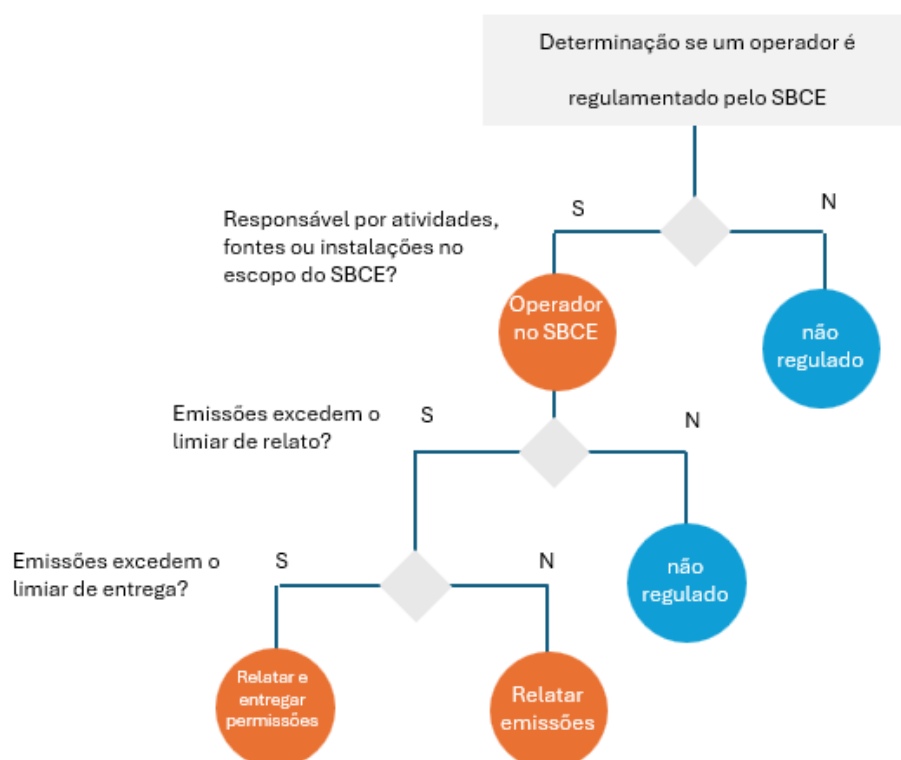 Determinação se um operador é
regulamentado pelo SBCE
S
N
Responsável por atividades,
fontes ou instalações no
escopo do SBCE?
Operador
no SBCE
não
regulado
Emissões excedem o
limiar de relato?
S
N
não
regulado
Emissões excedem o
limiar de entrega?
S
N
Relatar e
entregar
permissões
Relatar
emissões